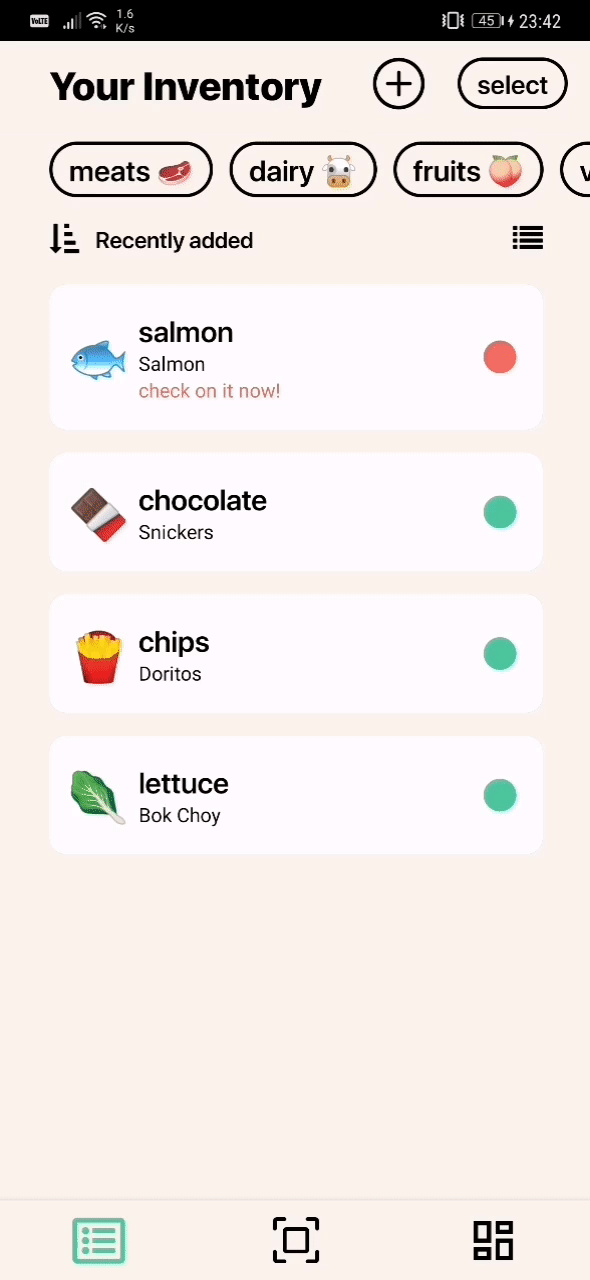 VoLTE 1.6 K/s 45 23:42
Your Inventory select
meats dairy fruits v
Recently added
salmon
Salmon
check on it now!
chocolate
Snickers
chips
Doritos
lettuce
Bok Choy